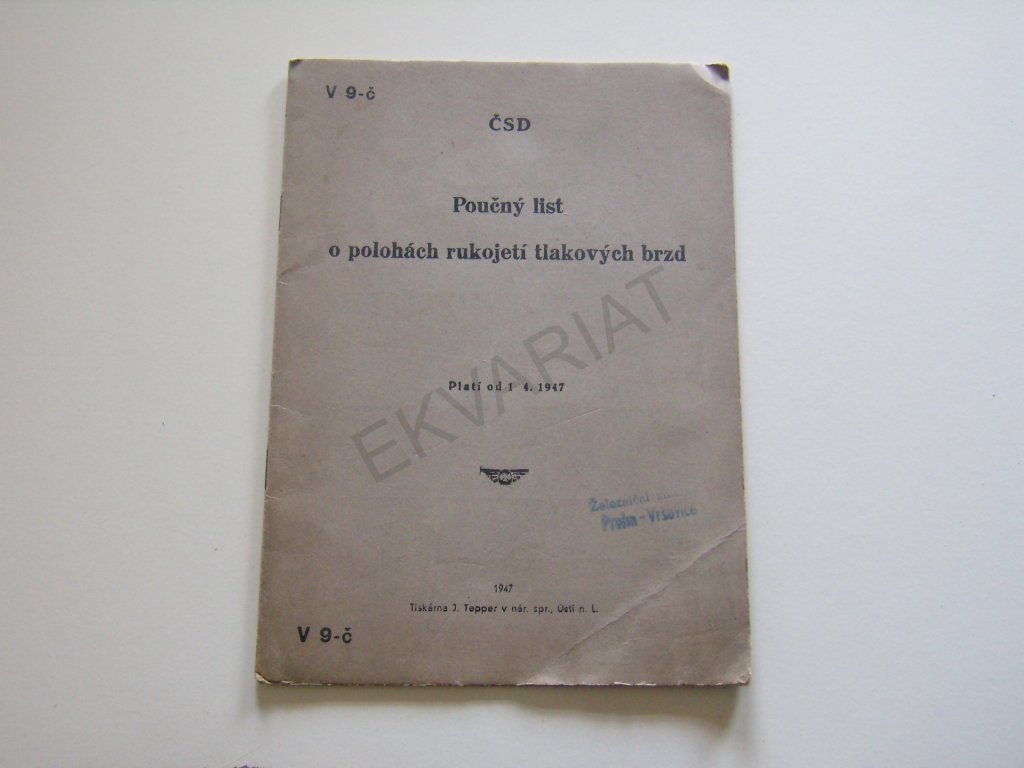 V 9-č
ČSD
Poučný list
o polohách rukojetí tlakových brzd
EKVARIAT
Platí od 1 4. 1947
Železniční
Praha - Vršovice
1947
Tiskárna J. Tepper v nár. spr., Ústí n. L.
V 9-č